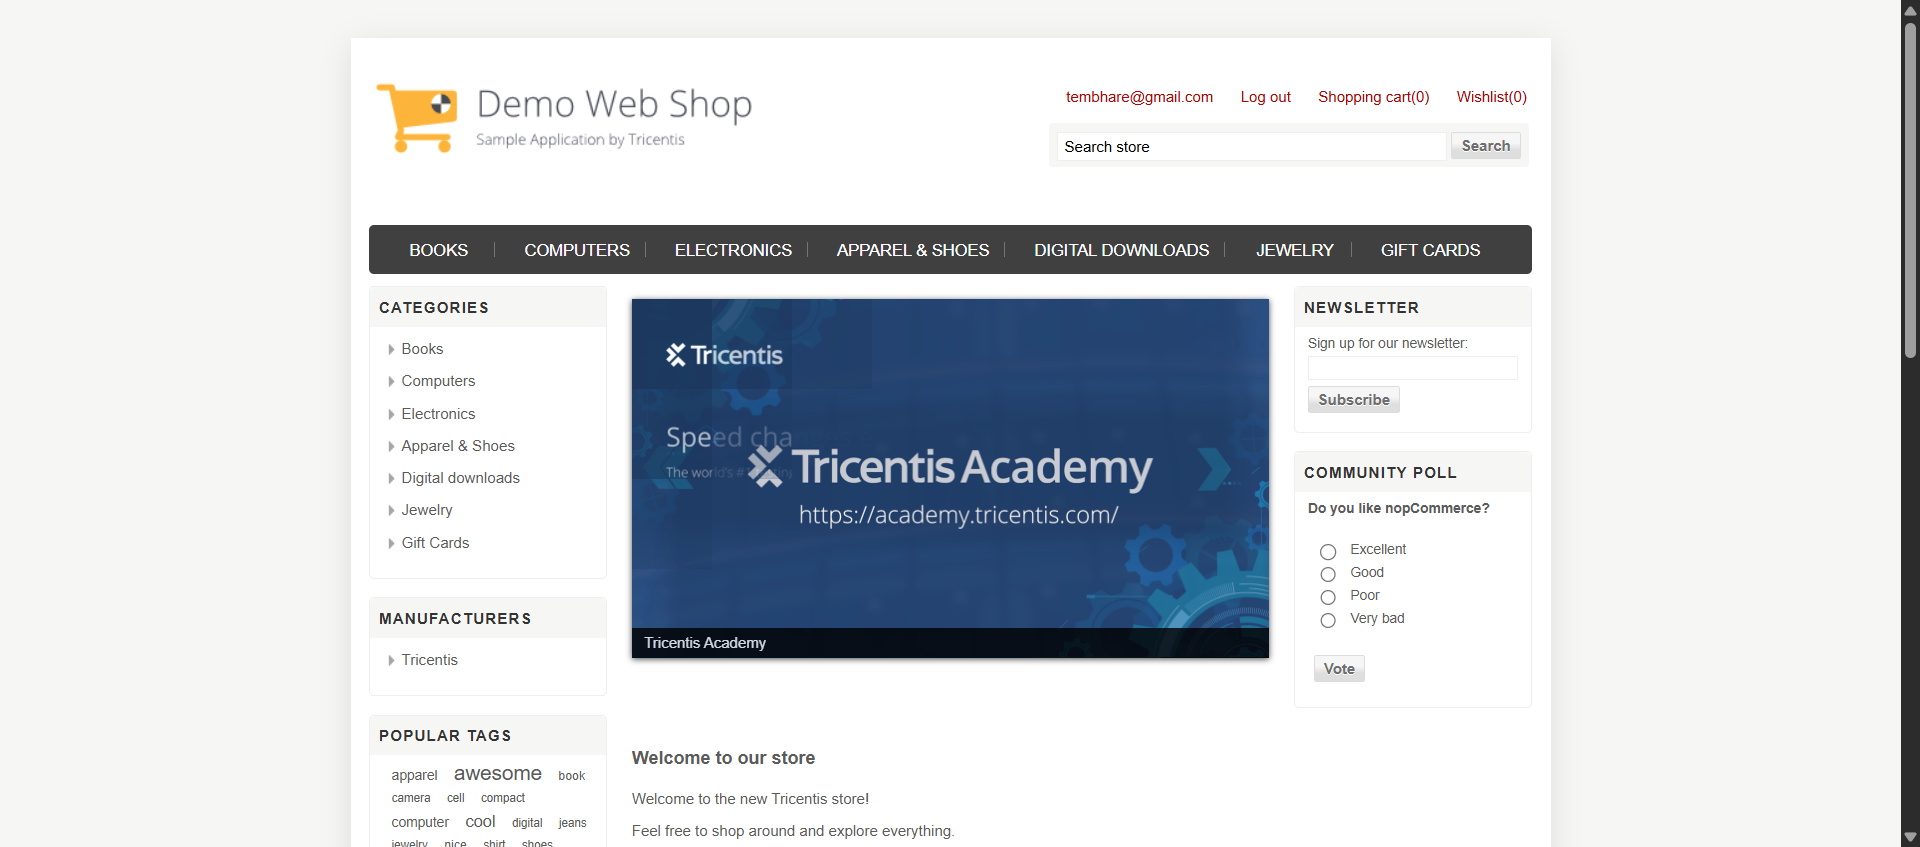 Demo Web Shop
Sample Application by Tricentis
tembhare@gmail.com Log out Shopping cart(0) Wishlist(0)
Search store Search
BOOKS COMPUTERS ELECTRONICS APPAREL & SHOES DIGITAL DOWNLOADS JEWELRY GIFT CARDS
CATEGORIES
Books
Computers
Electronics
Apparel & Shoes
Digital downloads
Jewelry
Gift Cards
MANUFACTURERS
Tricentis
POPULAR TAGS
apparel awesome book
camera cell compact
computer cool digital jeans
jewelry nice shirt shoes
Tricentis
Speed cha
The world's #1
Tricentis Academy
https://academy.tricentis.com/
Tricentis Academy
Welcome to our store
Welcome to the new Tricentis store!
Feel free to shop around and explore everything.
NEWSLETTER
Sign up for our newsletter:
Subscribe
COMMUNITY POLL
Do you like nopCommerce?
Excellent
Good
Poor
Very bad
Vote